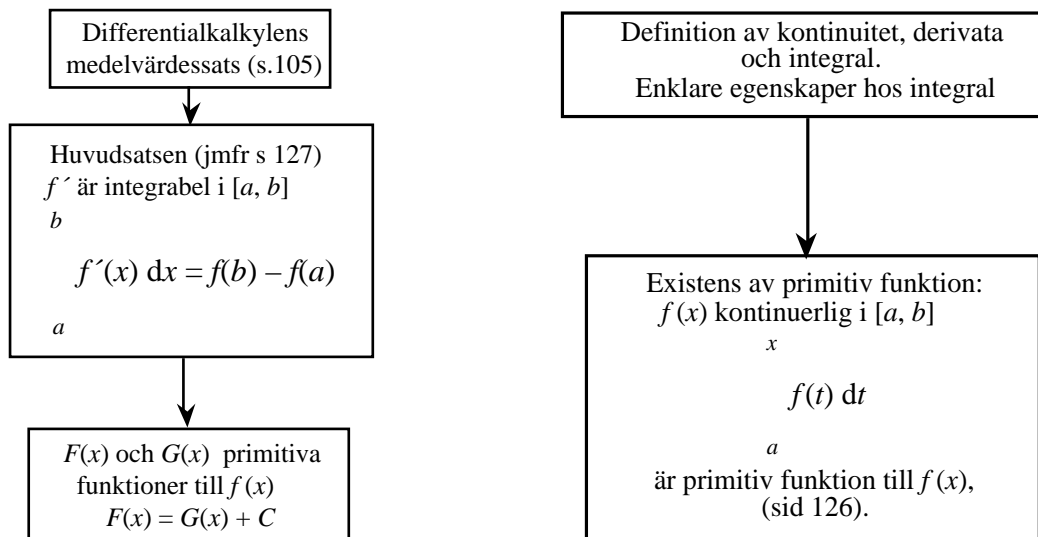 Differentialkalkylens
medelvärdessats (s.105)
Huvudsatsen (jmfr s 127)
f ´ är integrabel i [a, b]
b
f ´(x) dx = f(b) – f(a)
a
F(x) och G(x) primitiva
funktioner till f (x)
F(x) = G(x) + C
Definition av kontinuitet, derivata
och integral.
Enklare egenskaper hos integral
Existens av primitiv funktion:
f (x) kontinuerlig i [a, b]
x
f(t) dt
a
är primitiv funktion till f (x),
(sid 126).